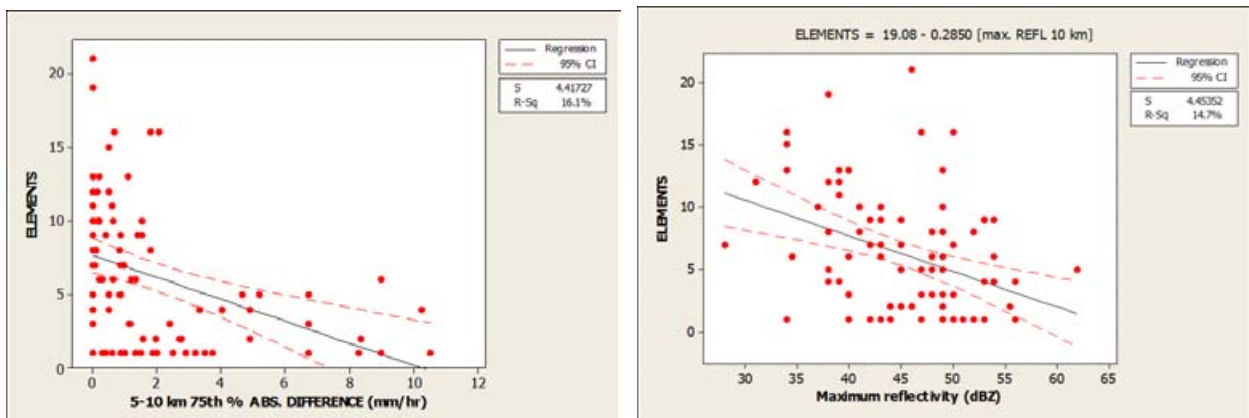 Regression
95% CI
S 4.41727
R-Sq 16.1%
ELEMENTS
20
15
10
5
0
0 2 4 6 8 10 12
5-10 km 75th % ABS. DIFFERENCE (mm/hr)
ELEMENTS = 19.08 - 0.2850 [max. REFL 10 km]
Regression
95% CI
S 4.45352
R-Sq 14.7%
ELEMENTS
20
15
10
5
0
30 35 40 45 50 55 60 65
Maximum reflectivity (dBZ)